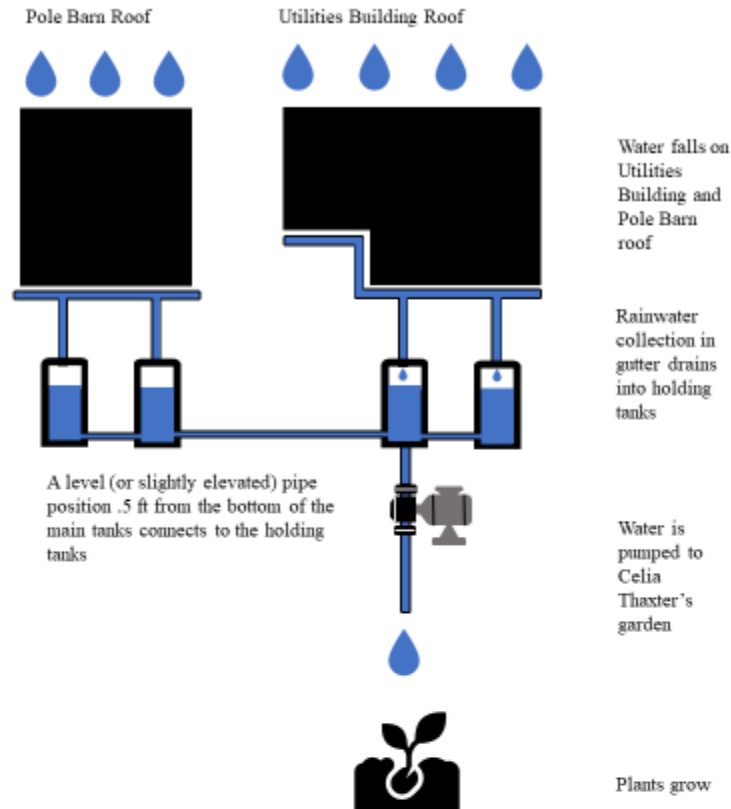 Pole Barn Roof
Utilities Building Roof
Water falls on
Utilities
Building and
Pole Barn
roof
Rainwater
collection in
gutter drains
into holding
tanks
A level (or slightly elevated) pipe
position .5 ft from the bottom of the
main tanks connects to the holding
tanks
Water is
pumped to
Celia
Thaxter's
garden
Plants grow